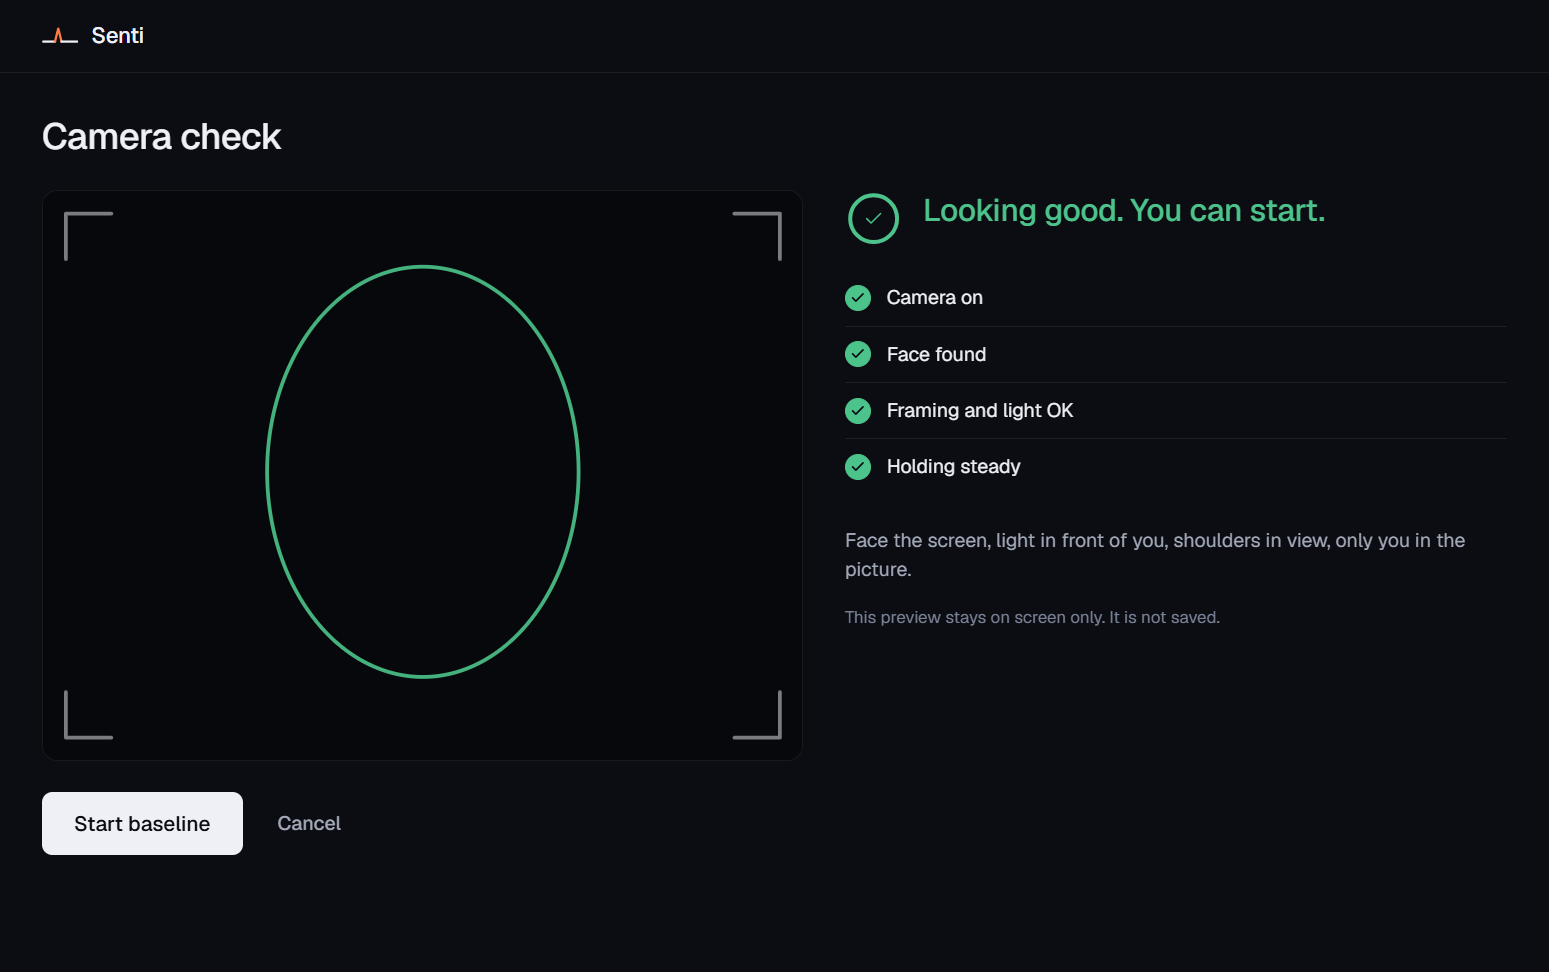 Senti
Camera check
Looking good. You can start.
Camera on
Face found
Framing and light OK
Holding steady
Face the screen, light in front of you, shoulders in view, only you in the
picture.
This preview stays on screen only. It is not saved.
Start baseline
Cancel